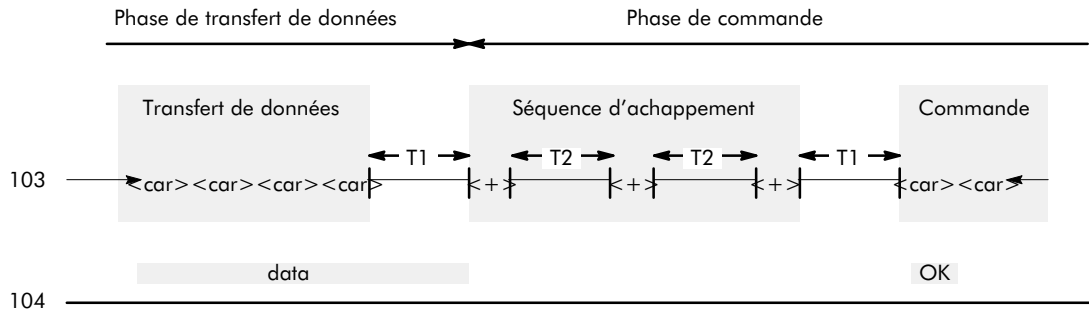 Phase de transfert de données Phase de commande
Transfert de données Séquence d'achappement Commande
T1 T2 T2 T1
103 <car><car><car><car> <+> <+> <+> <car><car>
data OK
104